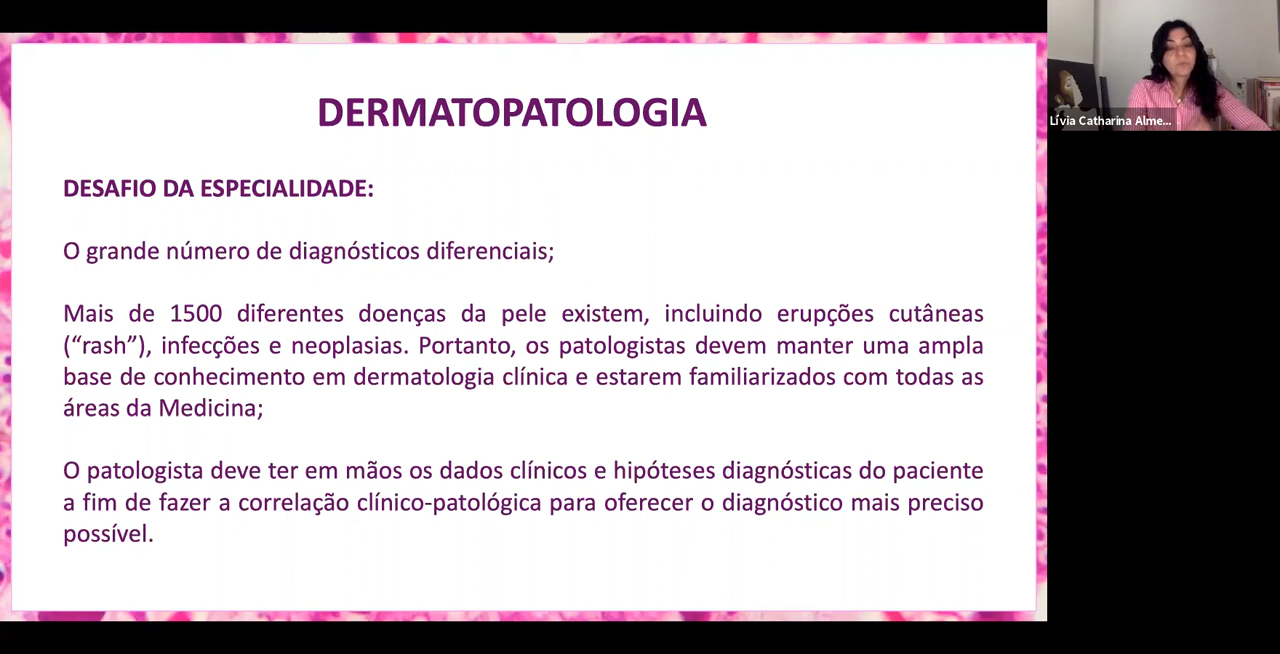 DERMATOPATOLOGIA
DESAFIO DA ESPECIALIDADE:
O grande número de diagnósticos diferenciais;
Mais de 1500 diferentes doenças da pele existem, incluindo erupções cutâneas
(“rash”), infecções e neoplasias. Portanto, os patologistas devem manter uma ampla
base de conhecimento em dermatologia clínica e estarem familiarizados com todas as
áreas da Medicina;
O patologista deve ter em mãos os dados clínicos e hipóteses diagnósticas do paciente
a fim de fazer a correlação clínico-patológica para oferecer o diagnóstico mais preciso
possível.
Lívia Catharina Alme...